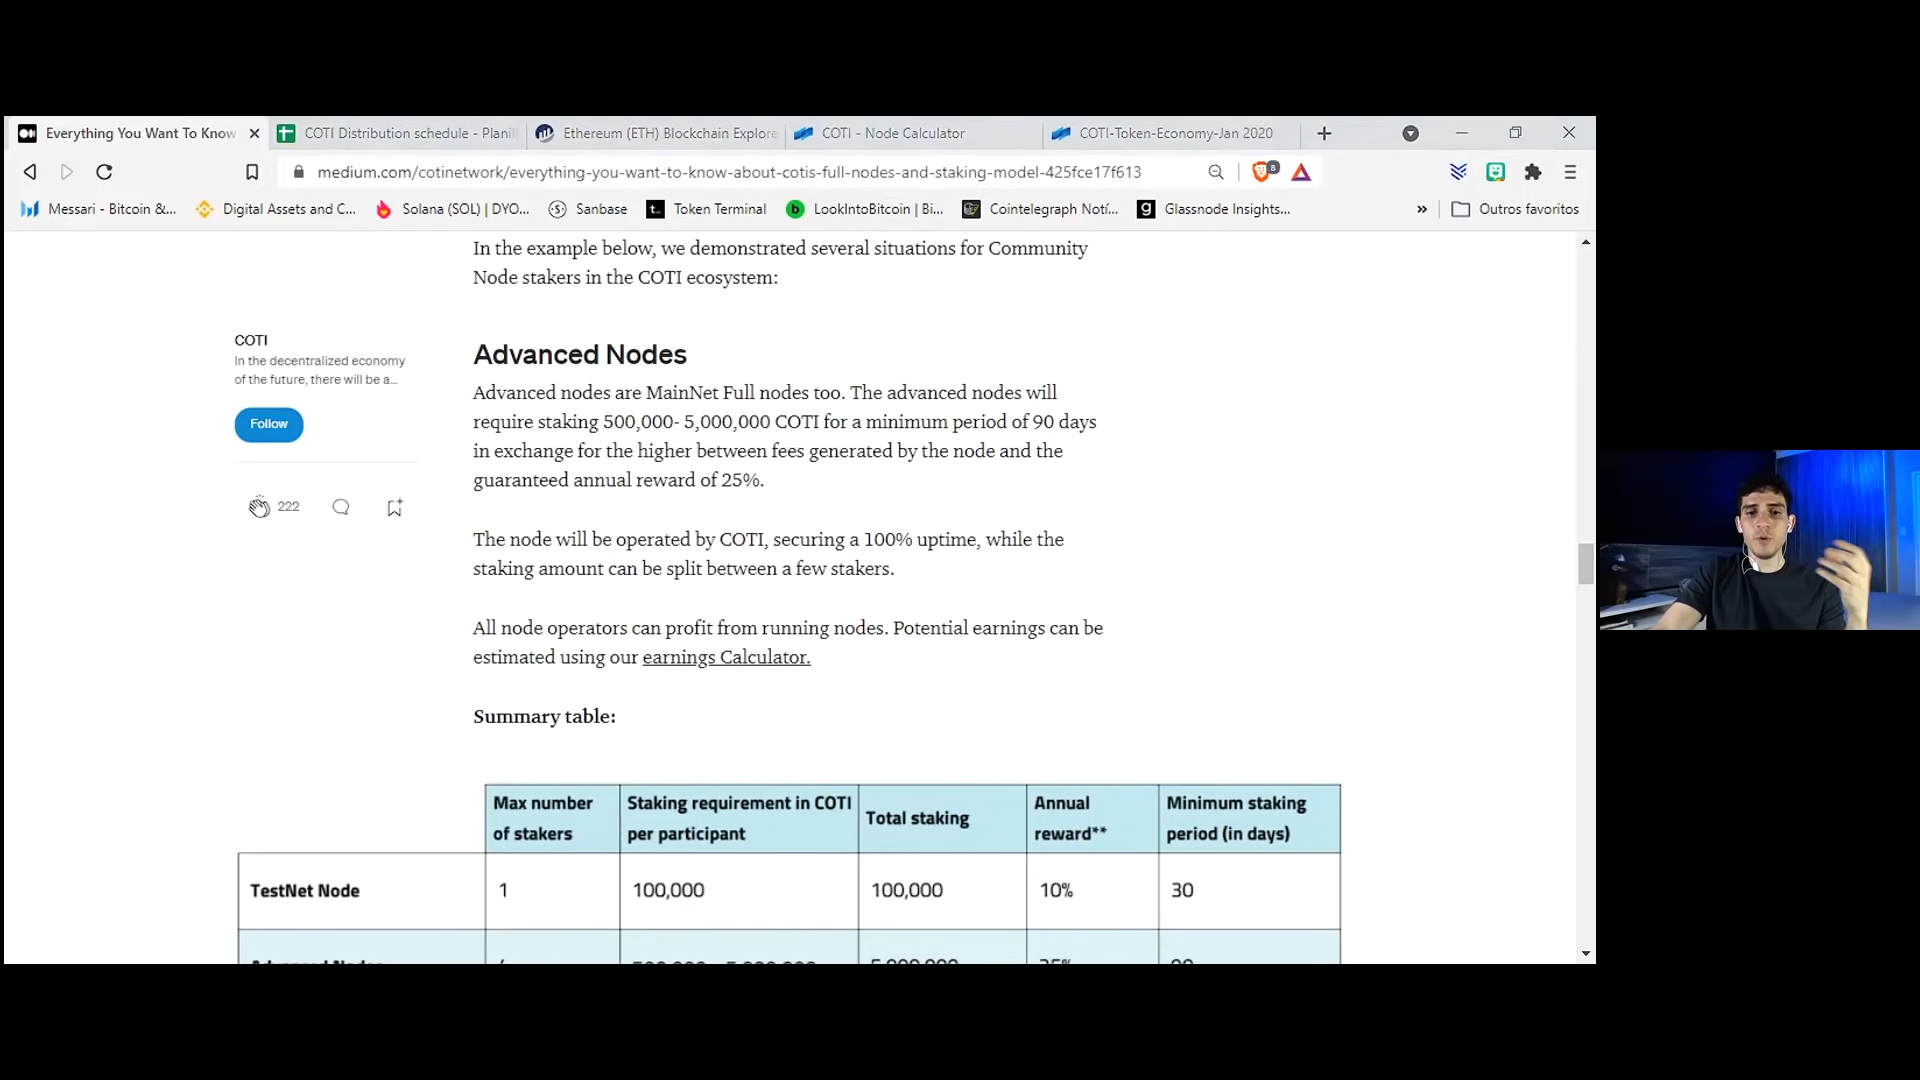 Everything You Want To Know
COTI Distribution schedule - Planil
Ethereum (ETH) Blockchain Explore
COTI - Node Calculator
COTI-Token-Economy-Jan 2020
medium.com/cotinetwork/everything-you-want-to-know-about-cotis-full-nodes-and-staking-model-425fce17f613
8
Messari - Bitcoin &...
Digital Assets and C...
Solana (SOL) | DYO...
Sanbase
Token Terminal
LookIntoBitcoin | Bi...
Cointelegraph Notí...
Glassnode Insights...
Outros favoritos
In the example below, we demonstrated several situations for Community
Node stakers in the COTI ecosystem:
COTI
In the decentralized economy
of the future, there will be a...
Follow
222
Advanced Nodes
Advanced nodes are MainNet Full nodes too. The advanced nodes will
require staking 500,000- 5,000,000 COTI for a minimum period of 90 days
in exchange for the higher between fees generated by the node and the
guaranteed annual reward of 25%.
The node will be operated by COTI, securing a 100% uptime, while the
staking amount can be split between a few stakers.
All node operators can profit from running nodes. Potential earnings can be
estimated using our earnings Calculator.
Summary table:
Max number
of stakers
Staking requirement in COTI
per participant
Total staking
Annual
reward**
Minimum staking
period (in days)
TestNet Node
1
100,000
100,000
10%
30